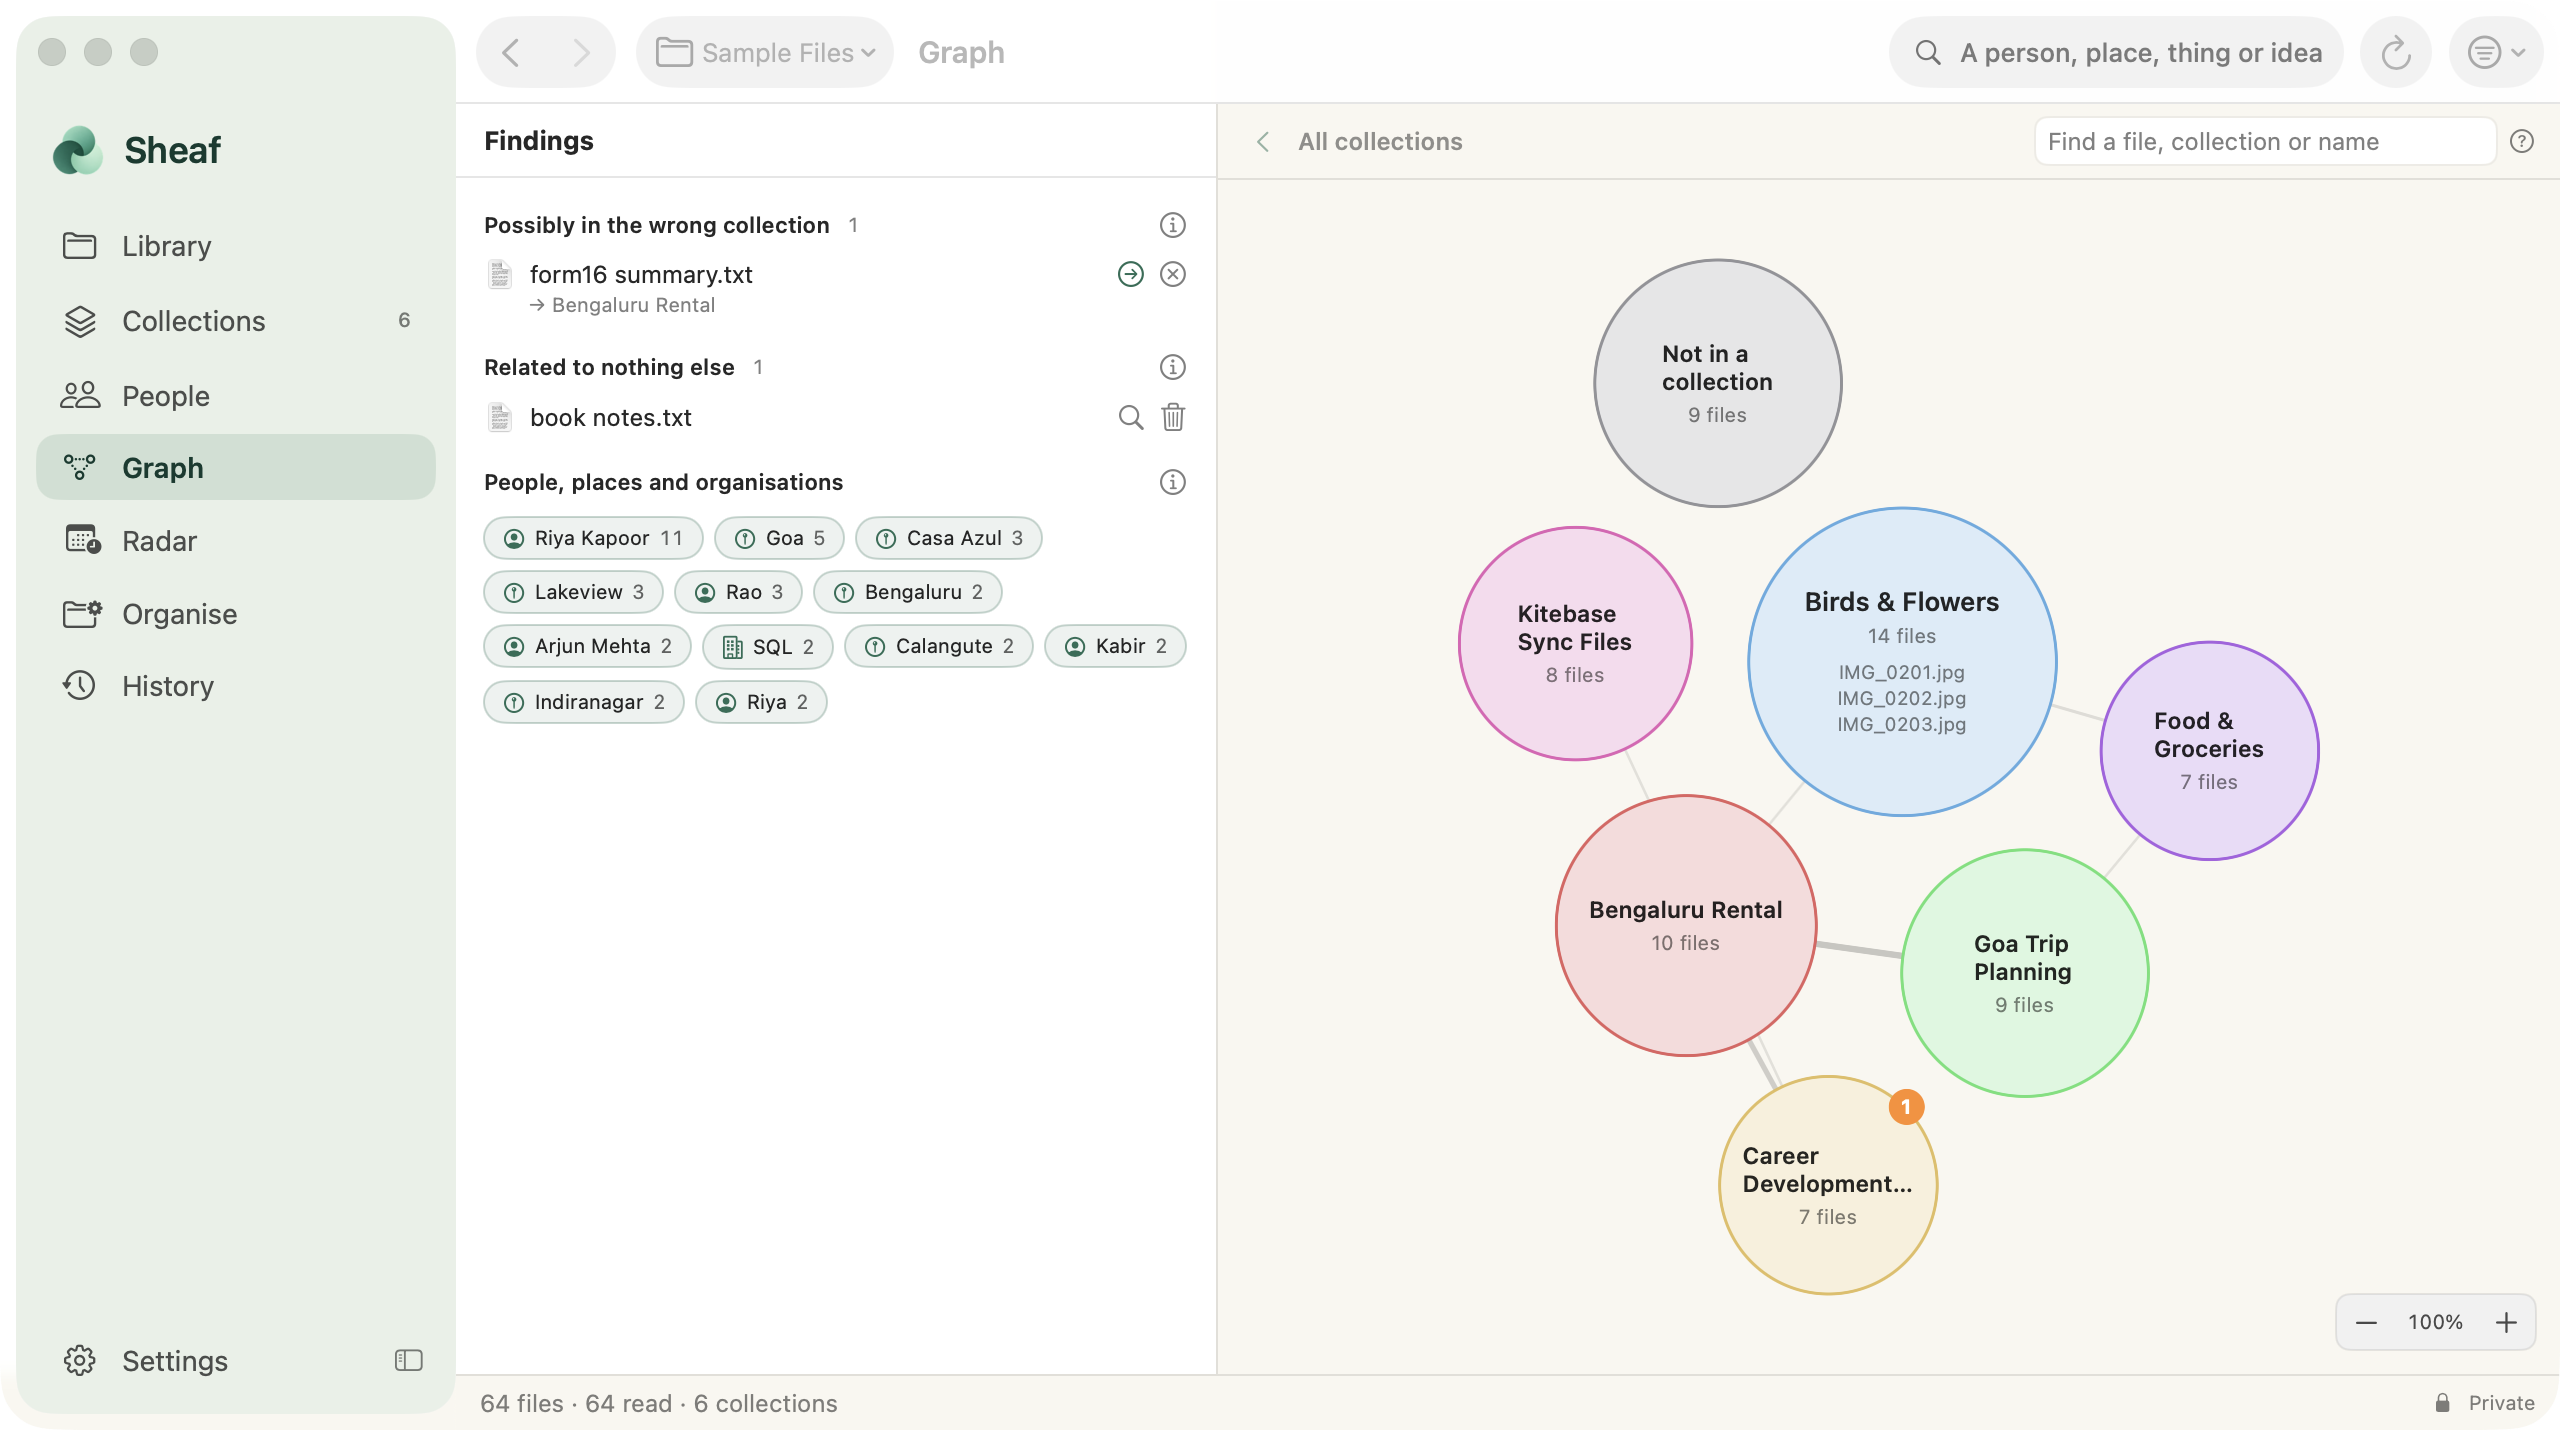 Sheaf
Library
Collections 6
People
Graph
Radar
Organise
History
Settings
Sample Files
Graph
A person, place, thing or idea
Findings
Possibly in the wrong collection 1
form16 summary.txt
→ Bengaluru Rental
Related to nothing else 1
book notes.txt
People, places and organisations
Riya Kapoor 11
Goa 5
Casa Azul 3
Lakeview 3
Rao 3
Bengaluru 2
Arjun Mehta 2
SQL 2
Calangute 2
Kabir 2
Indiranagar 2
Riya 2
All collections
Find a file, collection or name
Not in a
collection
9 files
Kitebase
Sync Files
8 files
Birds & Flowers
14 files
IMG_0201.jpg
IMG_0202.jpg
IMG_0203.jpg
Food &
Groceries
7 files
Bengaluru Rental
10 files
Goa Trip
Planning
9 files
1
Career
Development...
7 files
100%
64 files · 64 read · 6 collections
Private